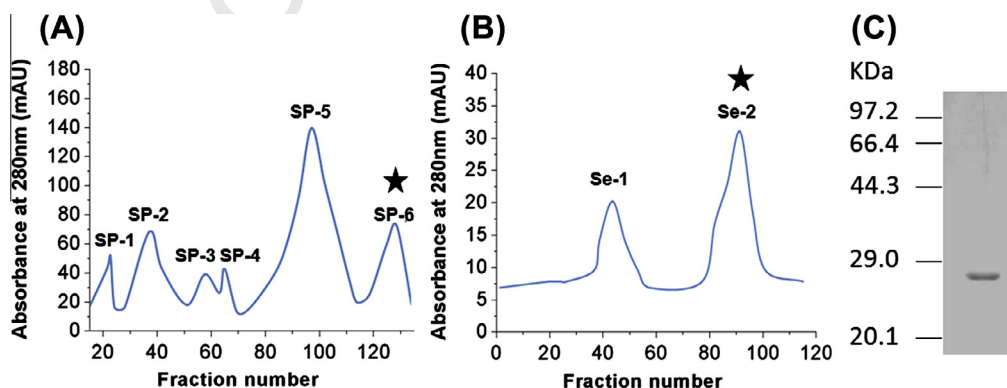 (A)
Absorbance at 280nm (mAU)
180
160
140
120
100
80
60
40
20
0
SP-1
SP-2
SP-3
SP-4
SP-5
SP-6
20 40 60 80 100 120
Fraction number
(B)
Absorbance at 280nm (mAU)
40
35
30
25
20
15
10
5
0
Se-1
Se-2
0 20 40 60 80 100 120
Fraction number
(C)
KDa
97.2
66.4
44.3
29.0
20.1